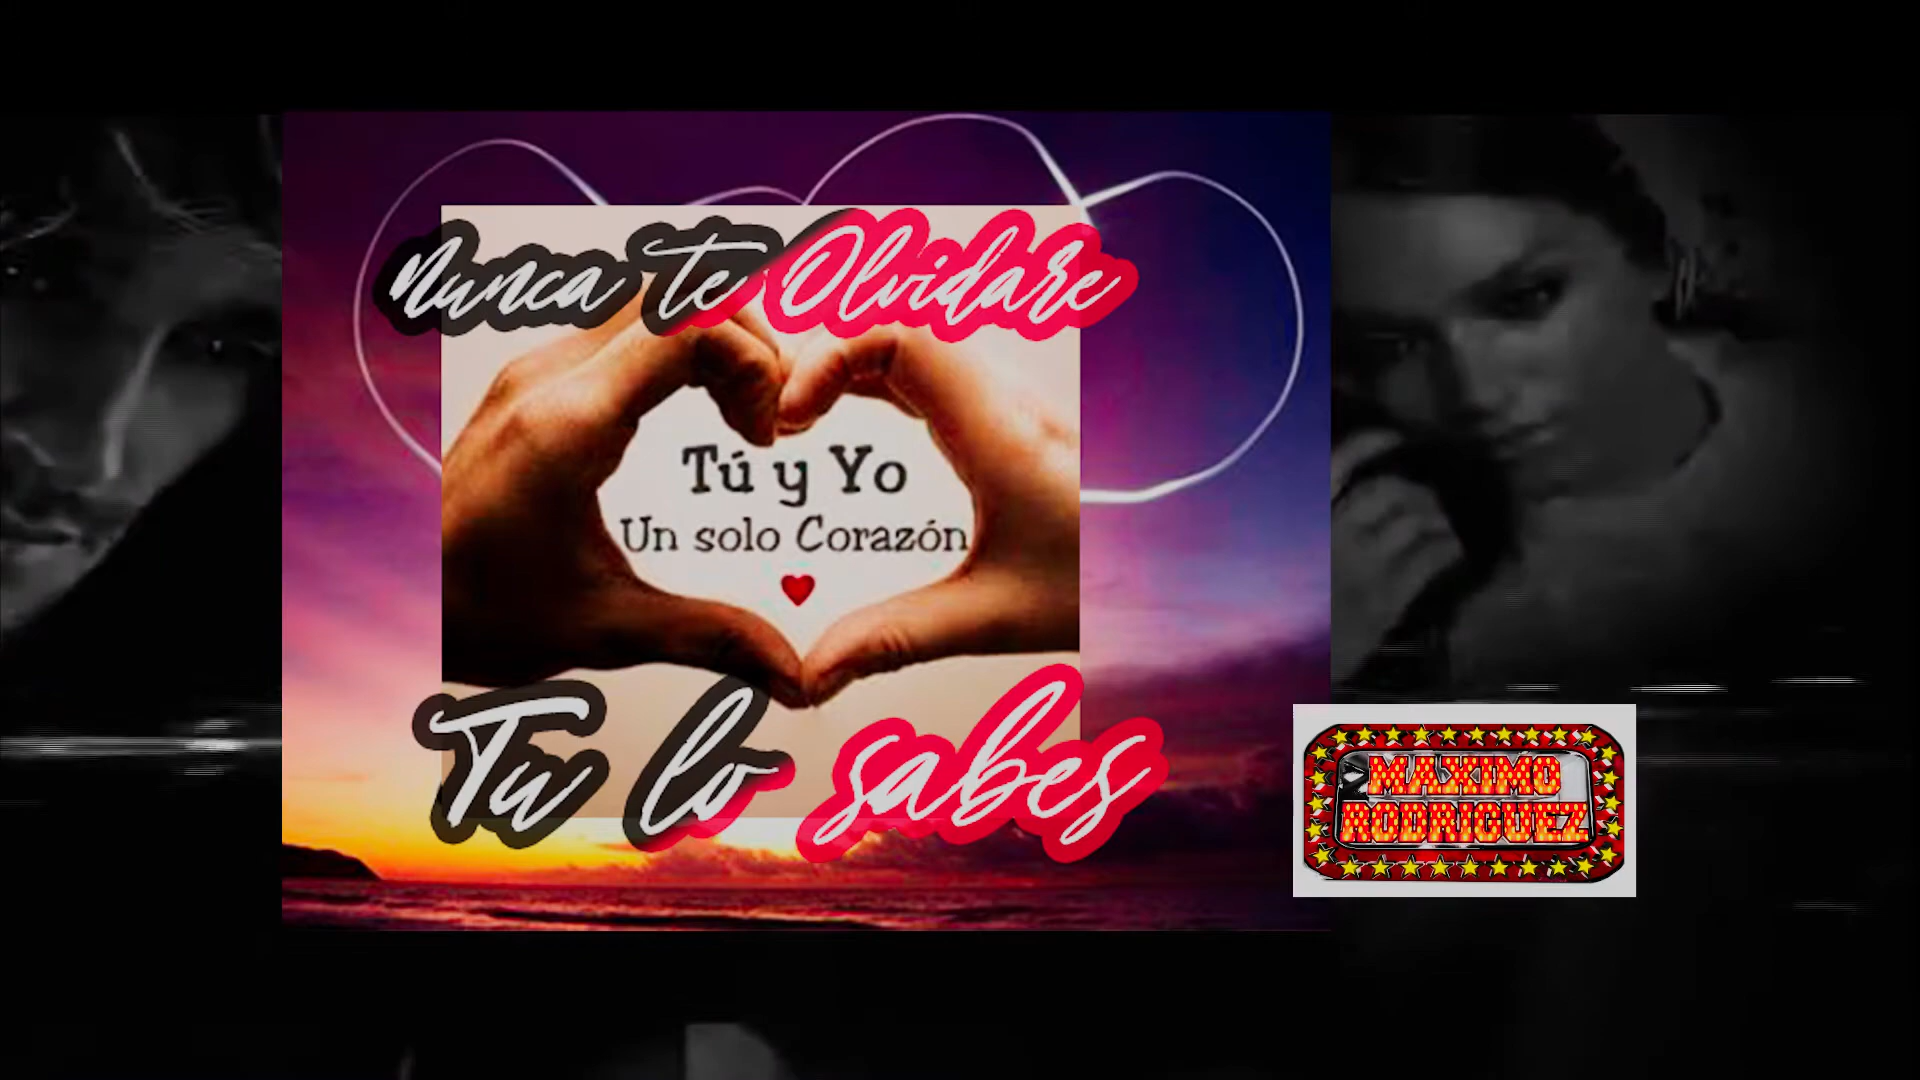 Nunca te Olvidare
Tú y Yo
Un solo Corazón
Tu lo sabes
MAXIMO
RODRIGUEZ